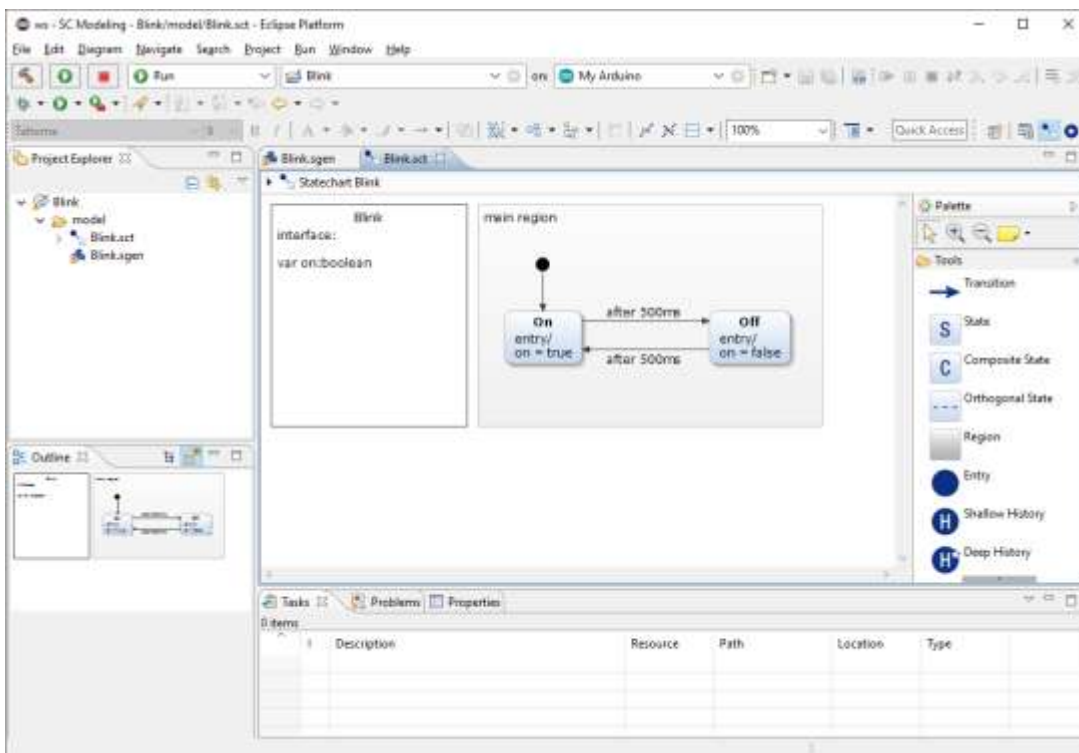 ws - SC Modeling - Blink/model/Blink.sct - Eclipse Platform
File Edit Diagram Navigate Search Project Run Window Help
Run Blink on: My Arduino
Tahoma 9 B I A 100% Quick Access
Project Explorer
Blink
model
Blink.sct
Blink.sgen
Blink.sgen Blink.sct
Statechart Blink
Blink
interface:
var on:boolean
main region
On
entry/
on = true
after 500ms
after 500ms
Off
entry/
on = false
Palette
Tools
Transition
S State
C Composite State
Orthogonal State
Region
Entry
H Shallow History
H* Deep History
Outline
Tasks Problems Properties
0 items
! Description Resource Path Location Type